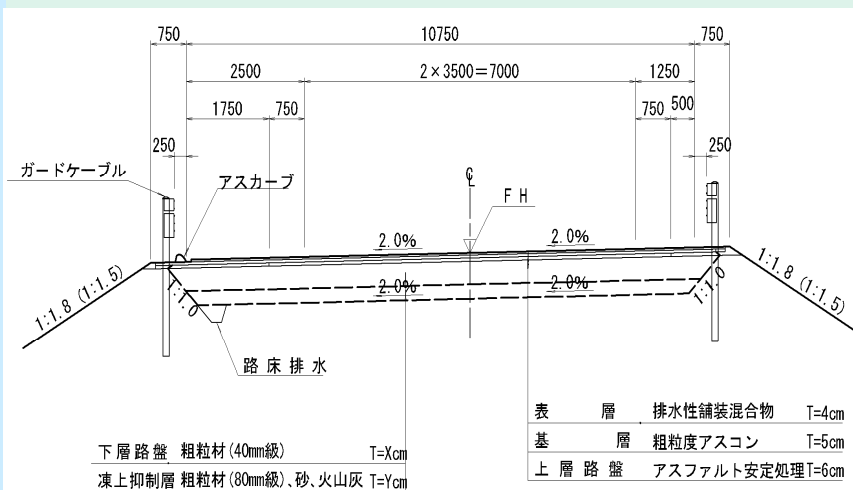 750 10750 750
2500 2×3500=7000 1250
1750 750 750 500
250 250
ガードケーブル
アスカーブ
℄
FH
2.0% 2.0%
1:1.8 (1:1.5) 1:1.8 (1:1.5)
2.0% 2.0%
1:1.0 1:1.0
路床排水
表層 排水性舗装混合物 T=4cm
基層 粗粒度アスコン T=5cm
上層路盤 アスファルト安定処理 T=6cm
下層路盤 粗粒材(40mm級) T=Xcm
凍上抑制層 粗粒材(80mm級)、砂、火山灰 T=Ycm